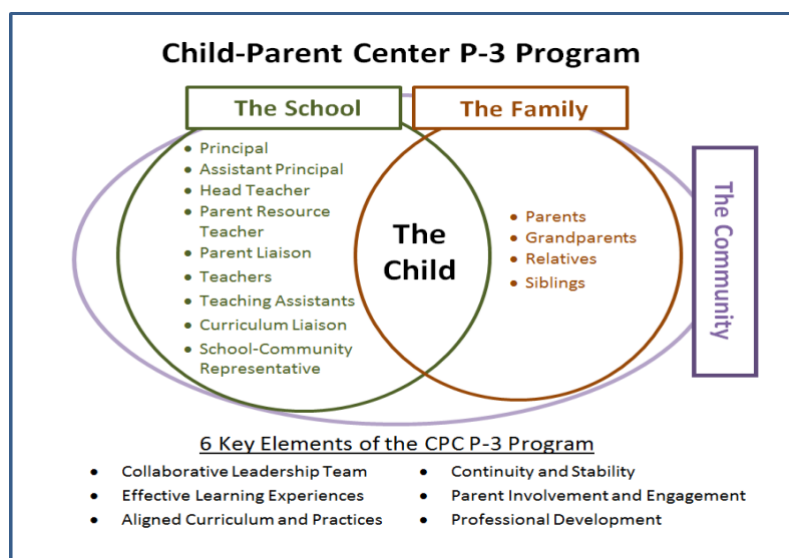 Child-Parent Center P-3 Program
The School
The Family
• Principal
• Assistant Principal
• Head Teacher
• Parent Resource
Teacher
• Parent Liaison
• Teachers
• Teaching Assistants
• Curriculum Liaison
• School-Community
Representative
The
Child
• Parents
• Grandparents
• Relatives
• Siblings
The Community
6 Key Elements of the CPC P-3 Program
• Collaborative Leadership Team
• Effective Learning Experiences
• Aligned Curriculum and Practices
• Continuity and Stability
• Parent Involvement and Engagement
• Professional Development